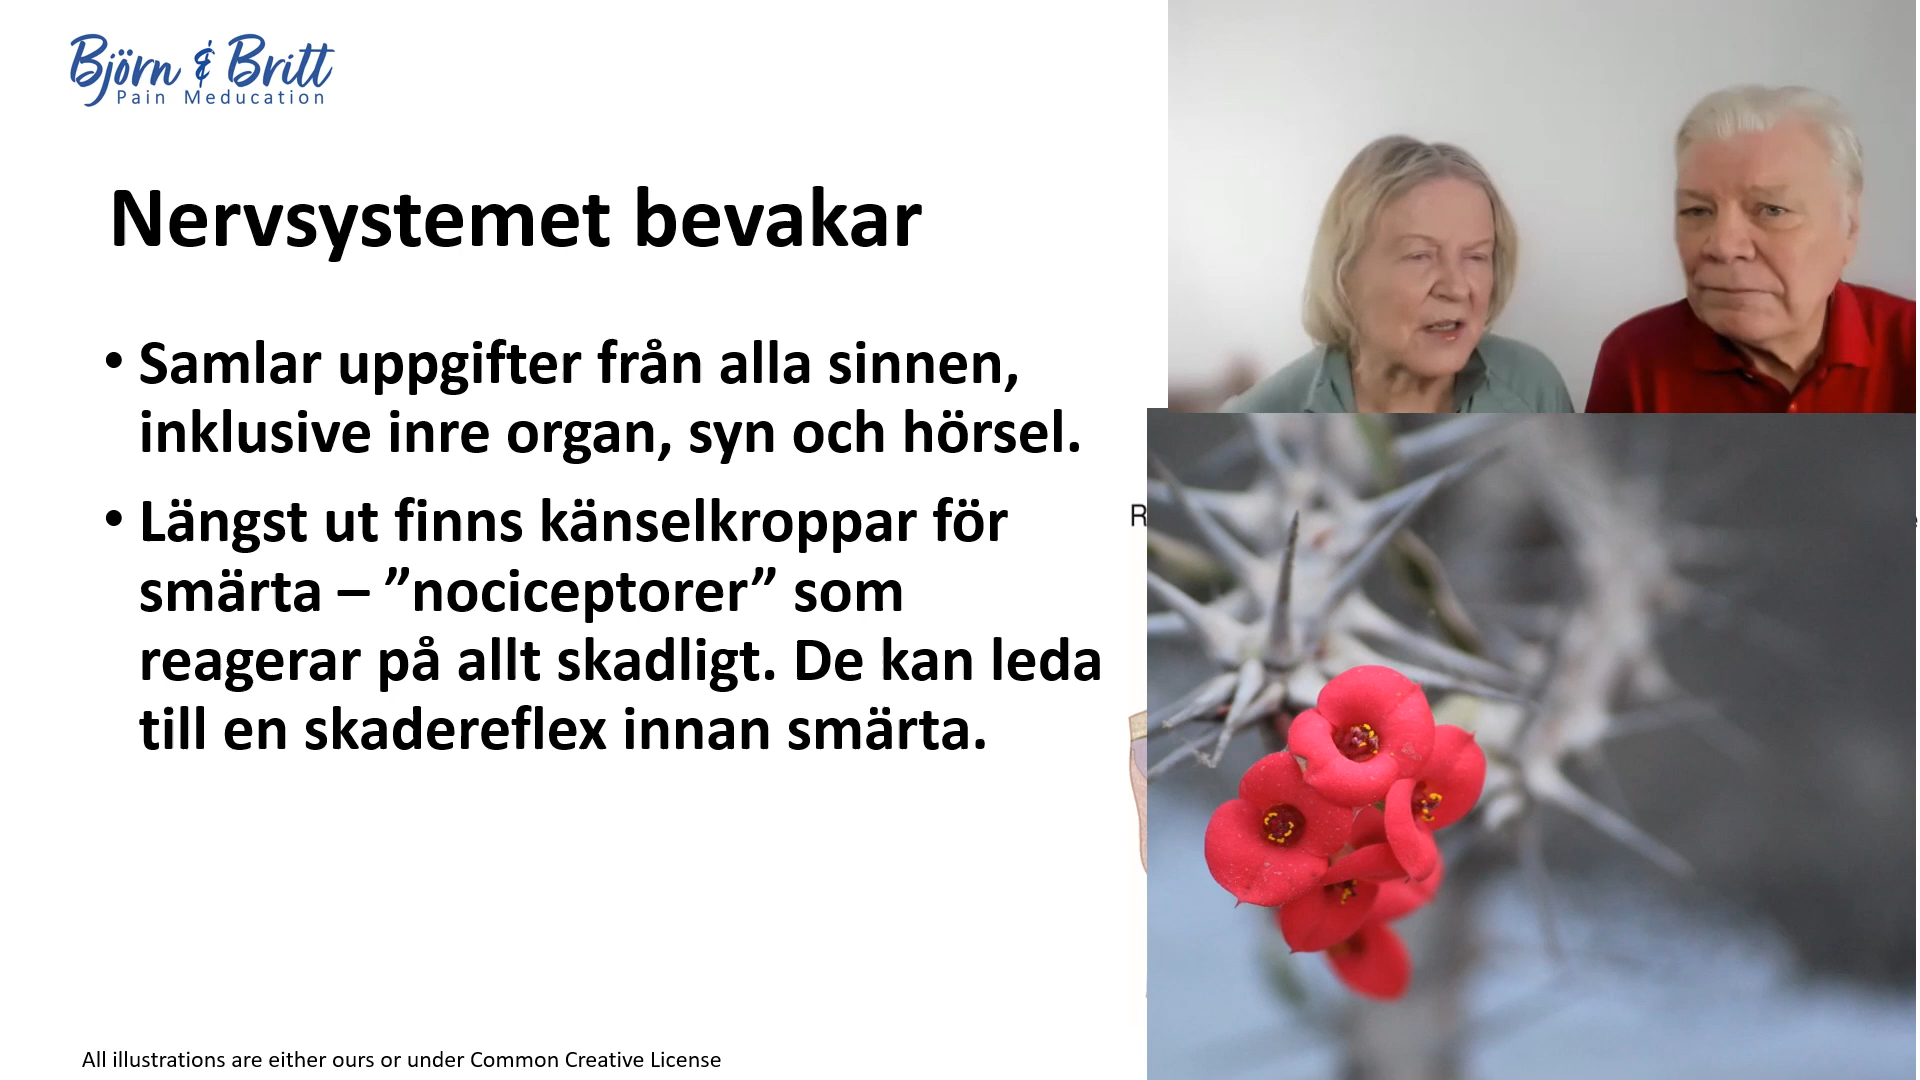 Björn & Britt
Pain Meducation
Nervsystemet bevakar
• Samlar uppgifter från alla sinnen,
inklusive inre organ, syn och hörsel.
• Längst ut finns känselkroppar för
smärta – ”nociceptorer” som
reagerar på allt skadligt. De kan leda
till en skadereflex innan smärta.
All illustrations are either ours or under Common Creative License